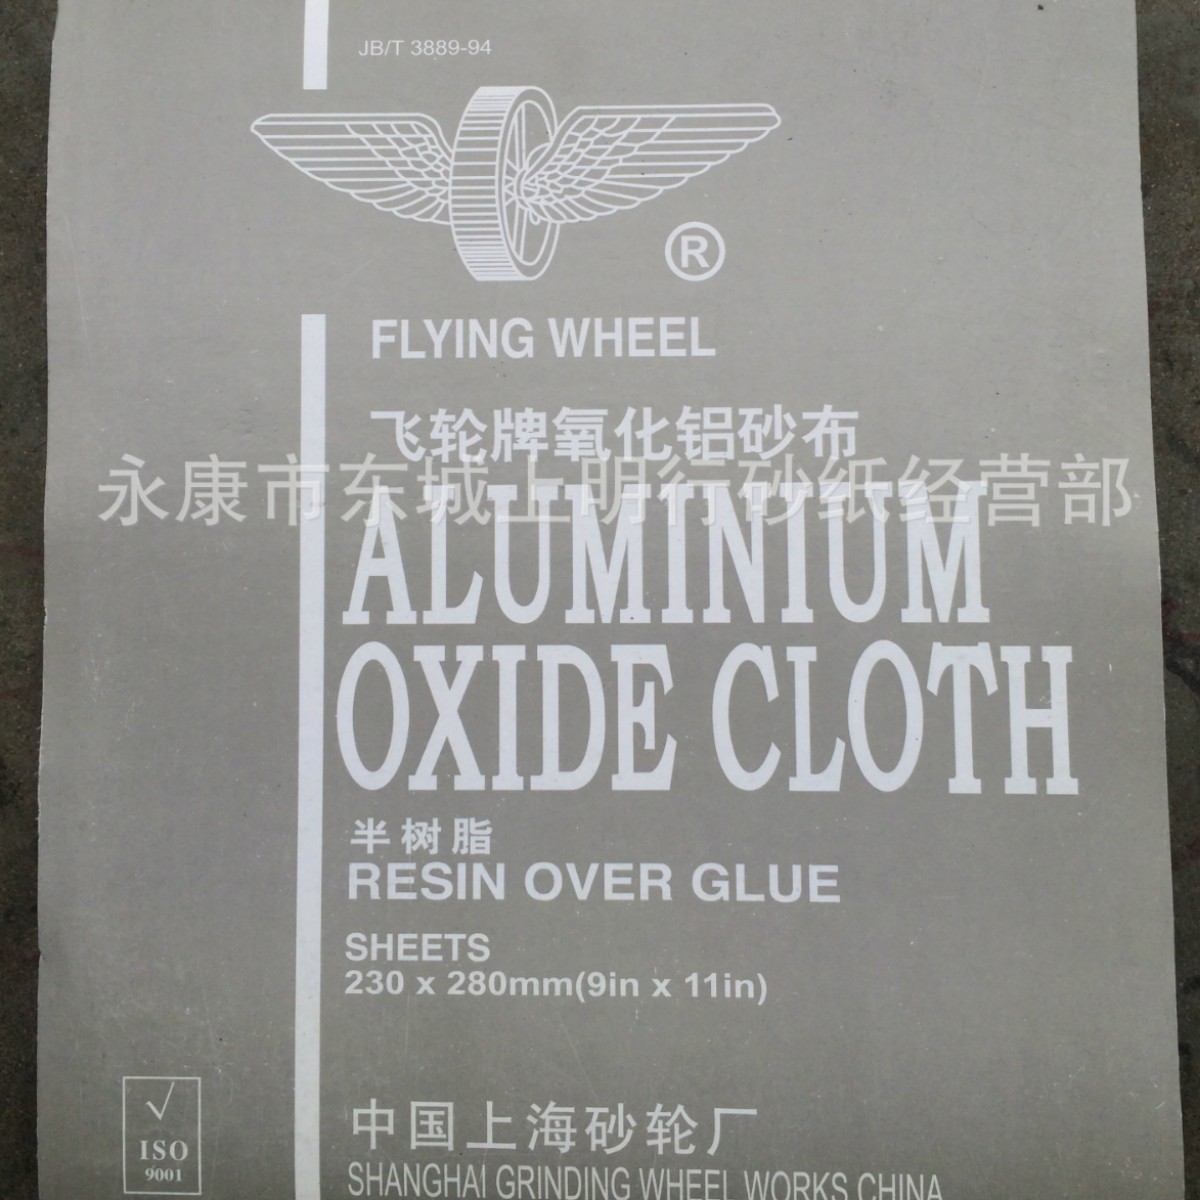 JB/T 3889-94
®
FLYING WHEEL
飞轮牌氧化铝砂布
永康市东城上明行砂纸经营部
ALUMINIUM
OXIDE CLOTH
半树脂
RESIN OVER GLUE
SHEETS
230 x 280mm(9in x 11in)
√
ISO
9001
中国上海砂轮厂
SHANGHAI GRINDING WHEEL WORKS CHINA